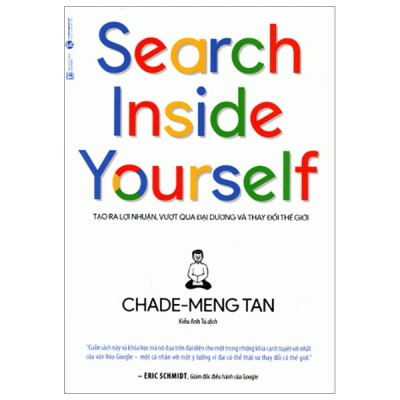 Search
Inside
Yourself
TẠO RA LỢI NHUẬN, VƯỢT QUA ĐẠI DƯƠNG VÀ THAY ĐỔI THẾ GIỚI
CHADE-MENG TAN
Kiều Anh Tú dịch
"Cuốn sách này và khóa học mà nó dựa trên đại diện cho một trong những khía cạnh tuyệt vời nhất
của văn hóa Google – một cá nhân với một ý tưởng vĩ đại có thể thật sự thay đổi cả thế giới."
– ERIC SCHMIDT, Giám đốc điều hành của Google